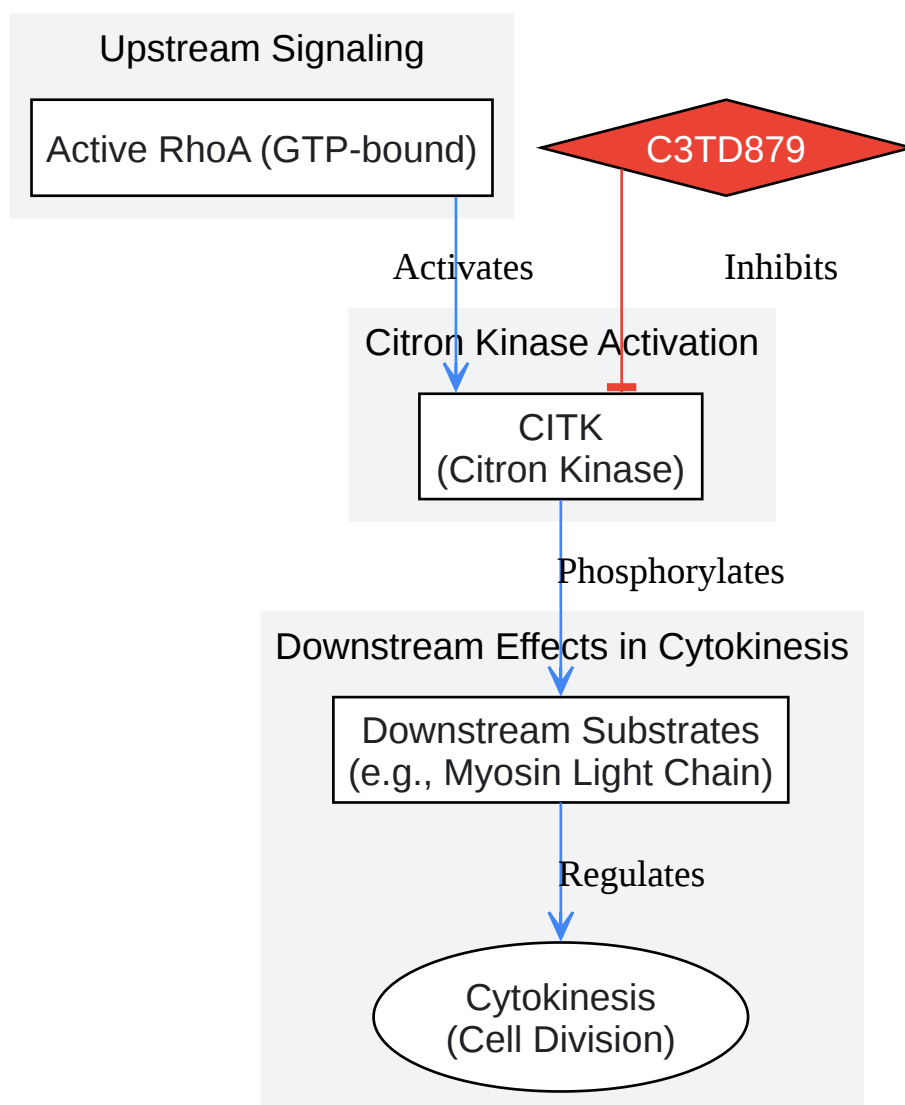 Upstream Signaling
Active RhoA (GTP-bound)
C3TD879
Activates
Inhibits
Citron Kinase Activation
CITK
(Citron Kinase)
Phosphorylates
Downstream Effects in Cytokinesis
Downstream Substrates
(e.g., Myosin Light Chain)
Regulates
Cytokinesis
(Cell Division)